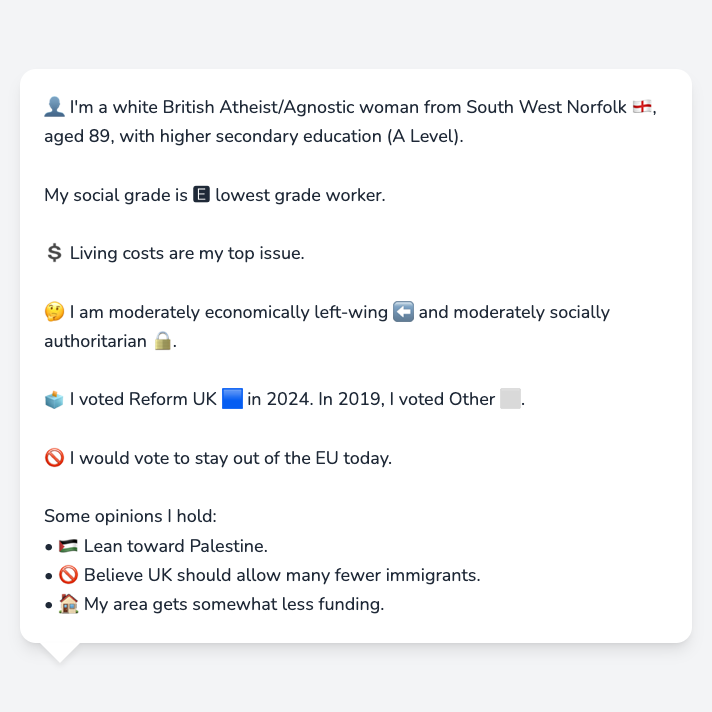 👤 I'm a white British Atheist/Agnostic woman from South West Norfolk 🏴󠁧󠁢󠁥󠁮󠁧󠁿,
aged 89, with higher secondary education (A Level).
My social grade is 🅴 lowest grade worker.
💲 Living costs are my top issue.
🤔 I am moderately economically left-wing ⬅️ and moderately socially
authoritarian 🔒.
🗳️ I voted Reform UK 🟦 in 2024. In 2019, I voted Other ⬜.
🚫 I would vote to stay out of the EU today.
Some opinions I hold:
• 🇵🇸 Lean toward Palestine.
• 🚫 Believe UK should allow many fewer immigrants.
• 🏠 My area gets somewhat less funding.